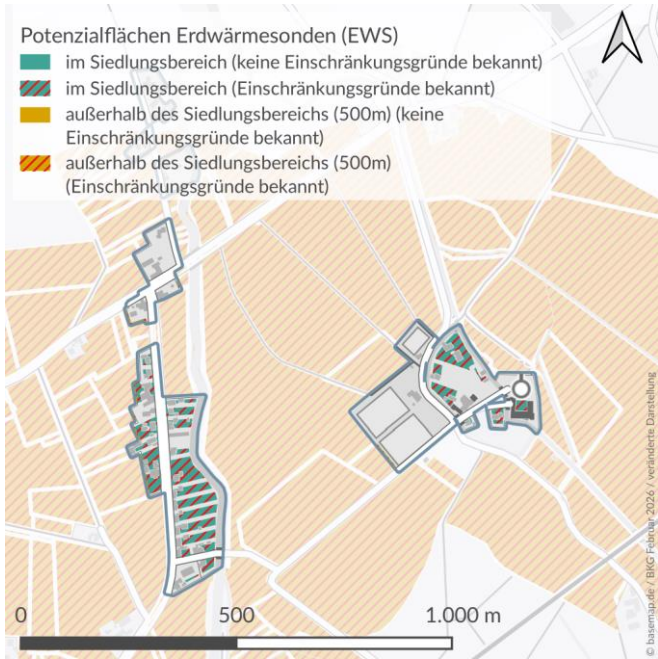 Potenzialflächen Erdwärmesonden (EWS)
im Siedlungsbereich (keine Einschränkungsgründe bekannt)
im Siedlungsbereich (Einschränkungsgründe bekannt)
außerhalb des Siedlungsbereichs (500m) (keine
Einschränkungsgründe bekannt)
außerhalb des Siedlungsbereichs (500m)
(Einschränkungsgründe bekannt)
© basemap.de / BKG Februar 2026 / veränderte Darstellung
0 500 1.000 m